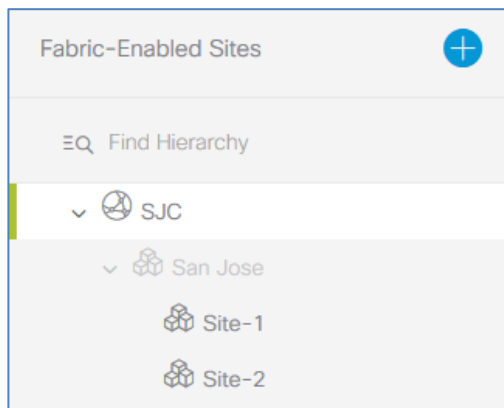 Fabric-Enabled Sites
Find Hierarchy
SJC
San Jose
Site-1
Site-2